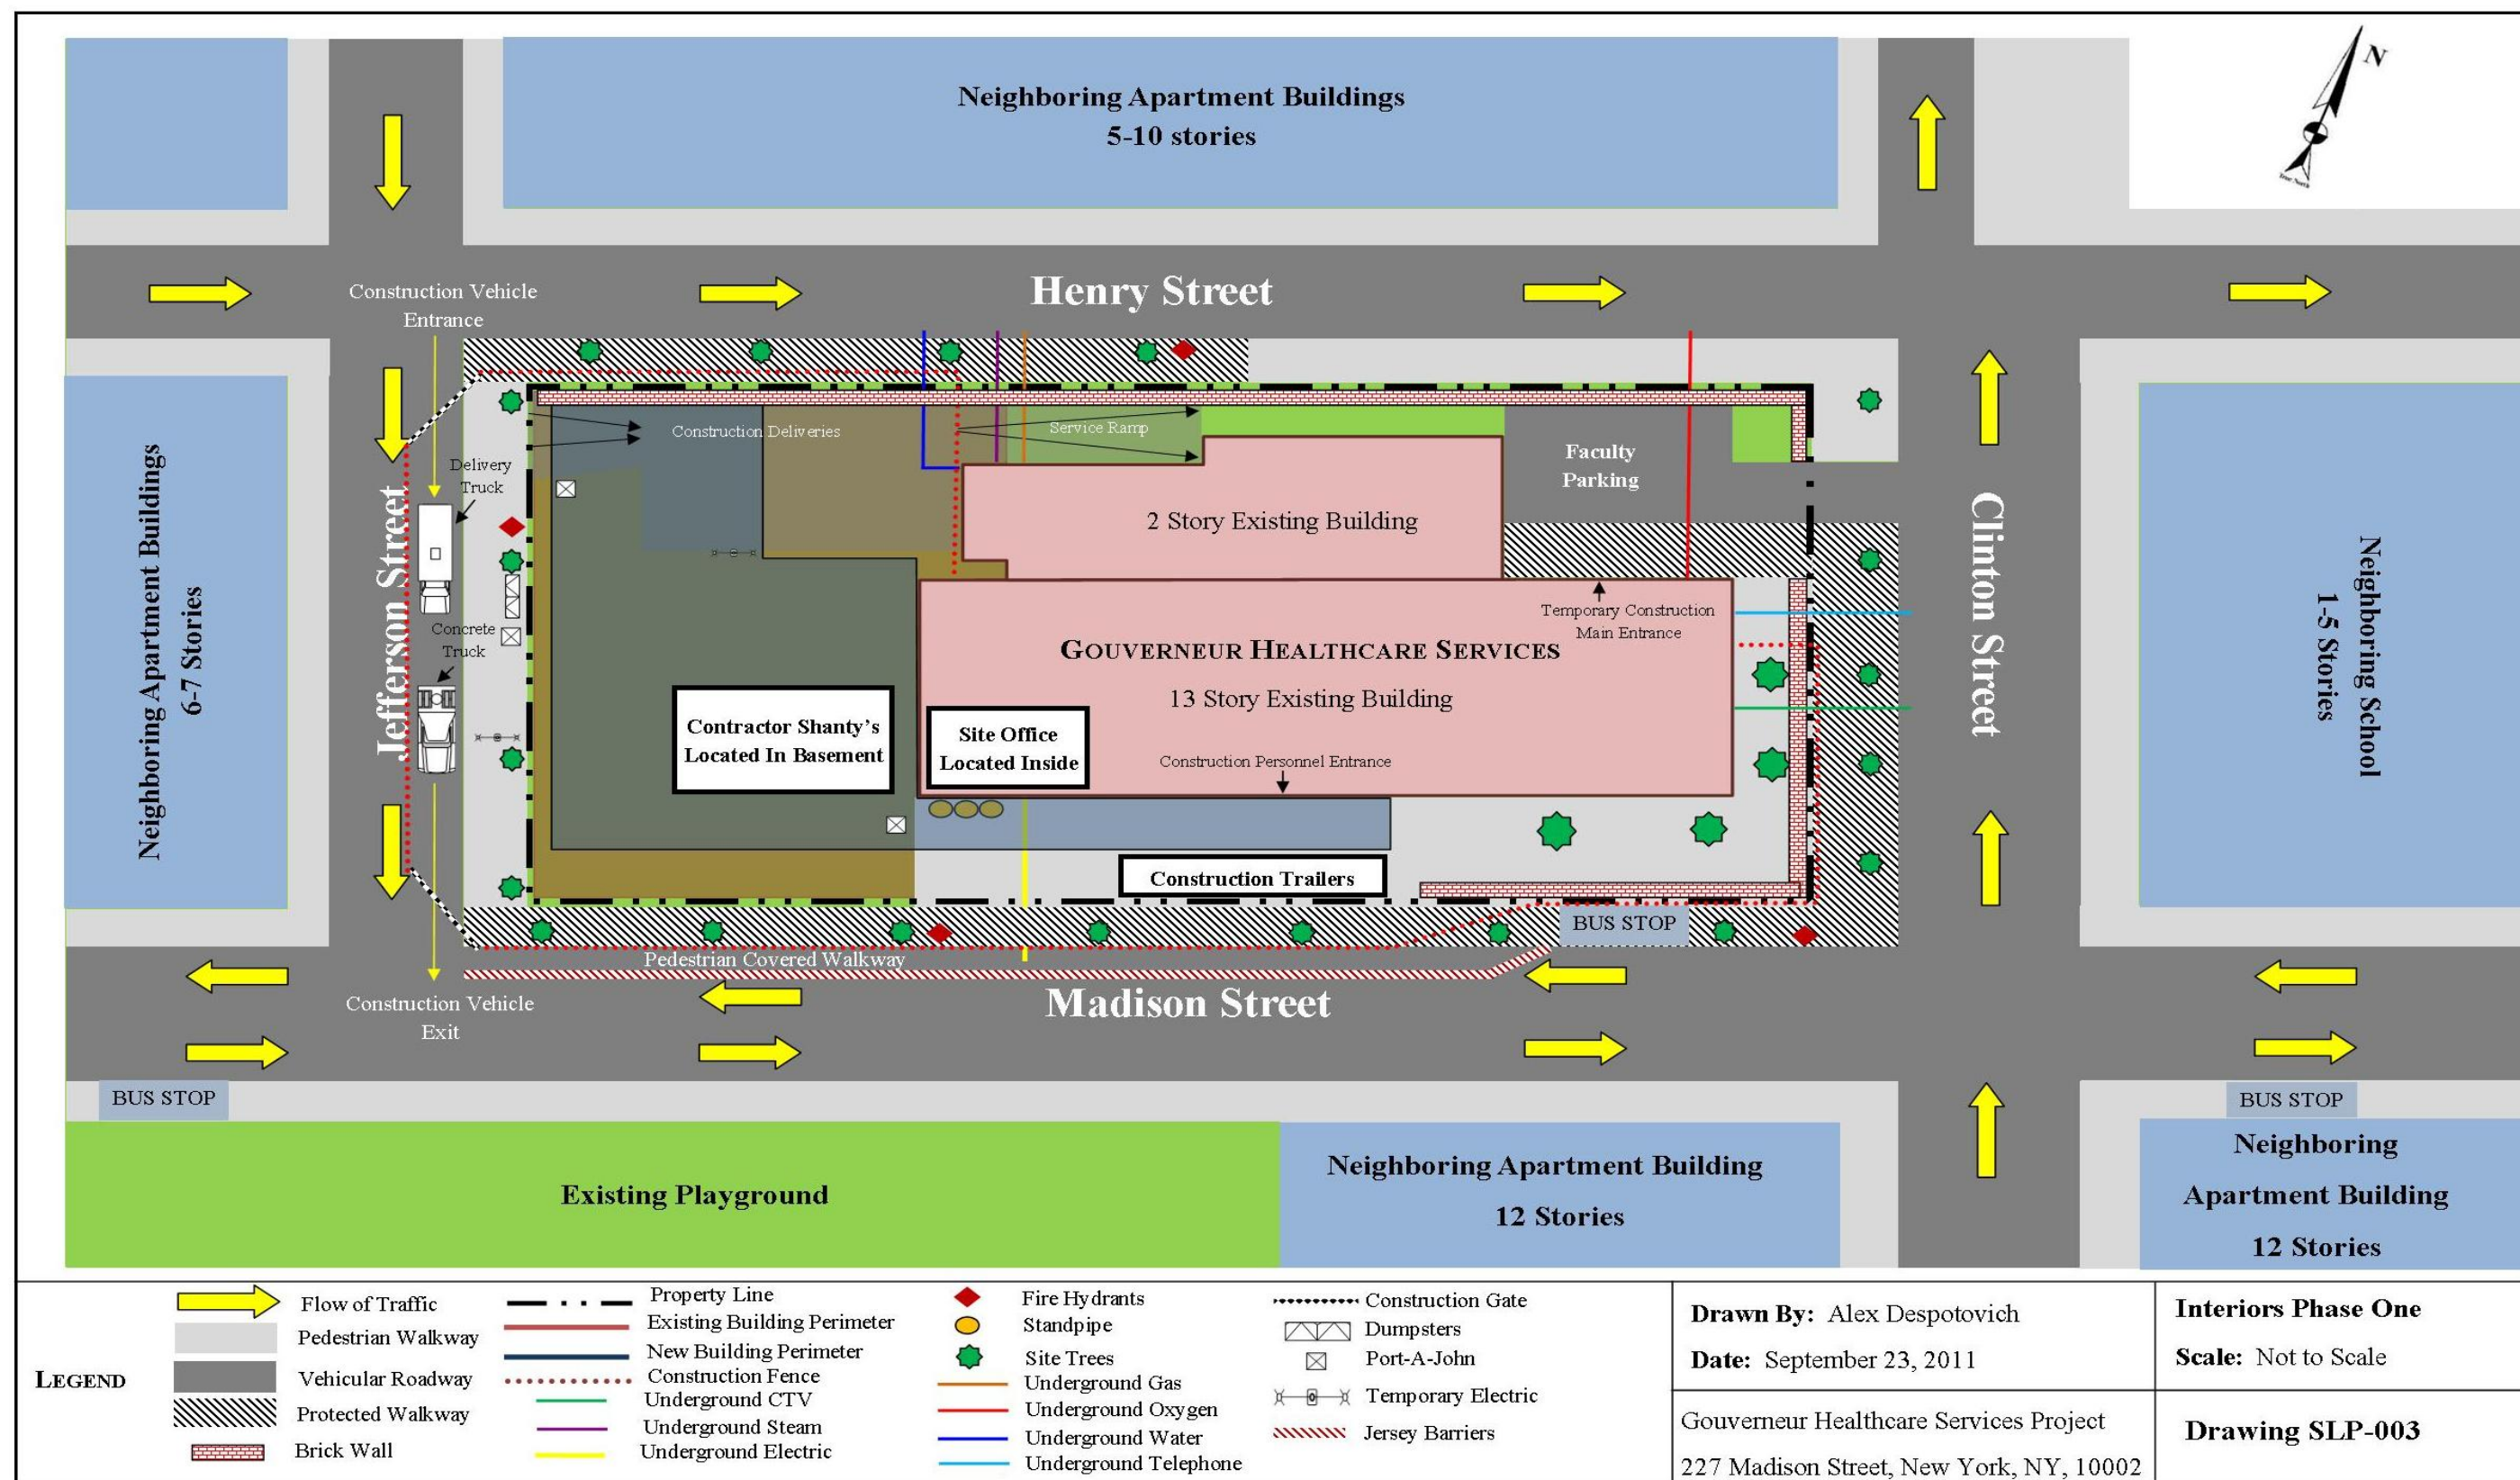 Neighboring Apartment Buildings
5-10 stories
N
True North
Henry Street
Construction Vehicle
Entrance
Construction Deliveries
Service Ramp
Faculty
Parking
Delivery
Truck
Jefferson Street
Neighboring Apartment Buildings
6-7 Stories
2 Story Existing Building
Clinton Street
Neighboring School
1-5 Stories
Temporary Construction
Main Entrance
Concrete
Truck
GOUVERNEUR HEALTHCARE SERVICES
13 Story Existing Building
Contractor Shanty's
Located In Basement
Site Office
Located Inside
Construction Personnel Entrance
Construction Trailers
BUS STOP
Pedestrian Covered Walkway
Madison Street
Construction Vehicle
Exit
BUS STOP
BUS STOP
Existing Playground
Neighboring Apartment Building
12 Stories
Neighboring
Apartment Building
12 Stories
LEGEND
Flow of Traffic
Pedestrian Walkway
Vehicular Roadway
Protected Walkway
Brick Wall
Property Line
Existing Building Perimeter
New Building Perimeter
Construction Fence
Underground CTV
Underground Steam
Underground Electric
Fire Hydrants
Standpipe
Site Trees
Underground Gas
Underground Oxygen
Underground Water
Underground Telephone
Construction Gate
Dumpsters
Port-A-John
Temporary Electric
Jersey Barriers
Drawn By: Alex Despotovich
Date: September 23, 2011
Gouverneur Healthcare Services Project
227 Madison Street, New York, NY, 10002
Interiors Phase One
Scale: Not to Scale
Drawing SLP-003